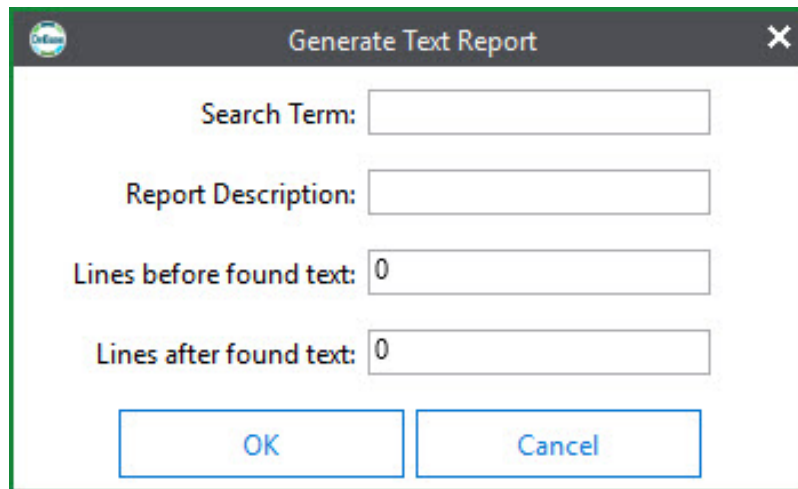 Generate Text Report
Search Term:
Report Description:
Lines before found text: 0
Lines after found text: 0
OK Cancel